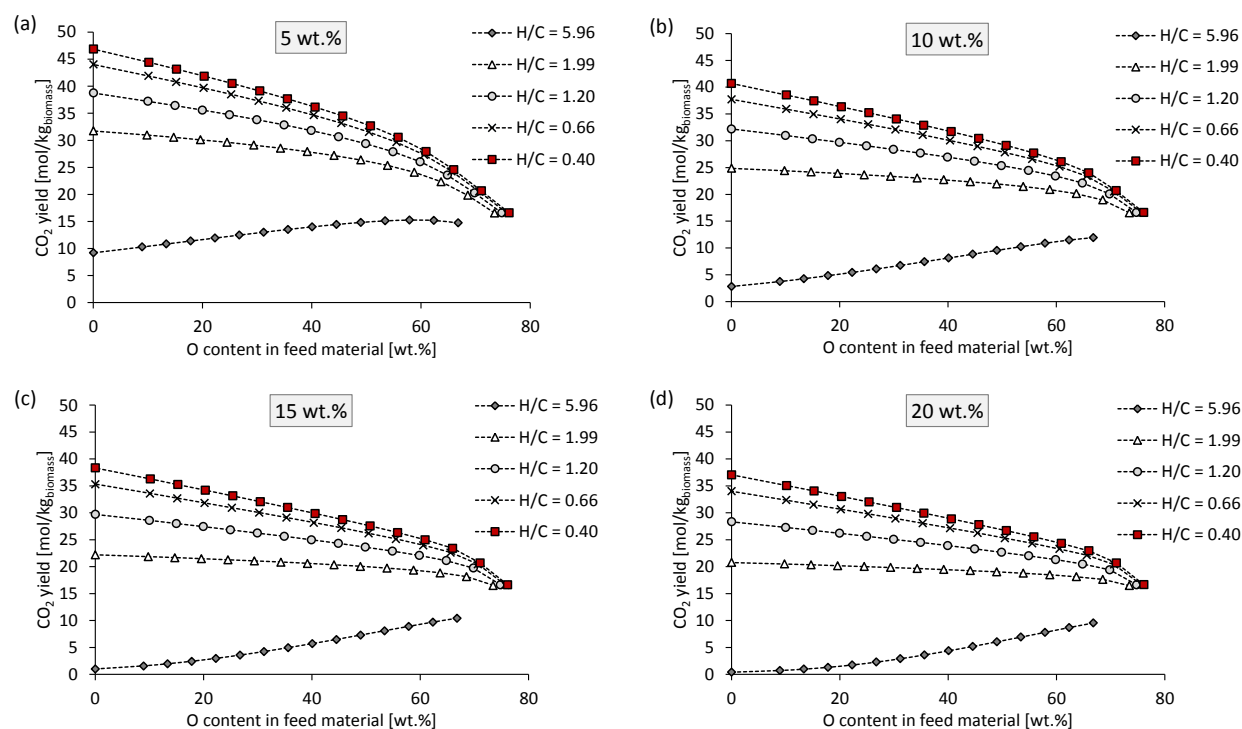 (a)
5 wt.%
50
45
40
35
30
25
20
15
10
5
0
CO₂ yield [mol/kg_biomass]
0 20 40 60 80
O content in feed material [wt.%]
H/C = 5.96
H/C = 1.99
H/C = 1.20
H/C = 0.66
H/C = 0.40
(b)
10 wt.%
50
45
40
35
30
25
20
15
10
5
0
CO₂ yield [mol/kg_biomass]
0 20 40 60 80
O content in feed material [wt.%]
H/C = 5.96
H/C = 1.99
H/C = 1.20
H/C = 0.66
H/C = 0.40
(c)
15 wt.%
50
45
40
35
30
25
20
15
10
5
0
CO₂ yield [mol/kg_biomass]
0 20 40 60 80
O content in feed material [wt.%]
H/C = 5.96
H/C = 1.99
H/C = 1.20
H/C = 0.66
H/C = 0.40
(d)
20 wt.%
50
45
40
35
30
25
20
15
10
5
0
CO₂ yield [mol/kg_biomass]
0 20 40 60 80
O content in feed material [wt.%]
H/C = 5.96
H/C = 1.99
H/C = 1.20
H/C = 0.66
H/C = 0.40